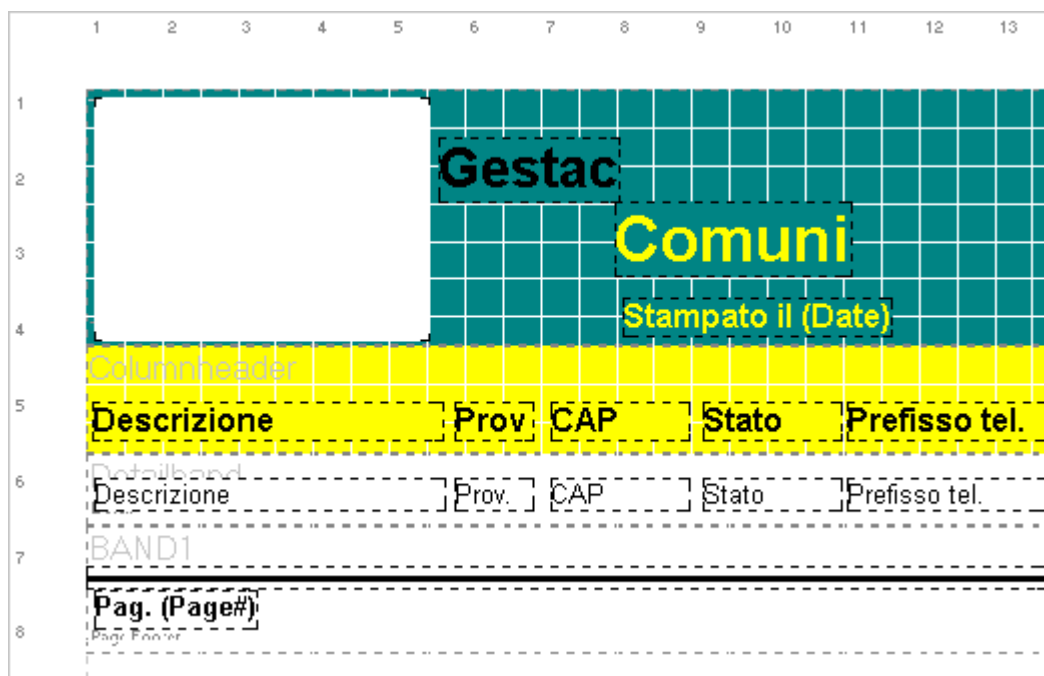 1 2 3 4 5 6 7 8 9 10 11 12 13
1
2
Gestac
3
Comuni
4
Stampato il (Date)
Columnheader
5
Descrizione Prov CAP Stato Prefisso tel.
Detailband
6
Descrizione Prov. CAP Stato Prefisso tel.
7
BAND1
Pag. (Page#)
8
Page Footer